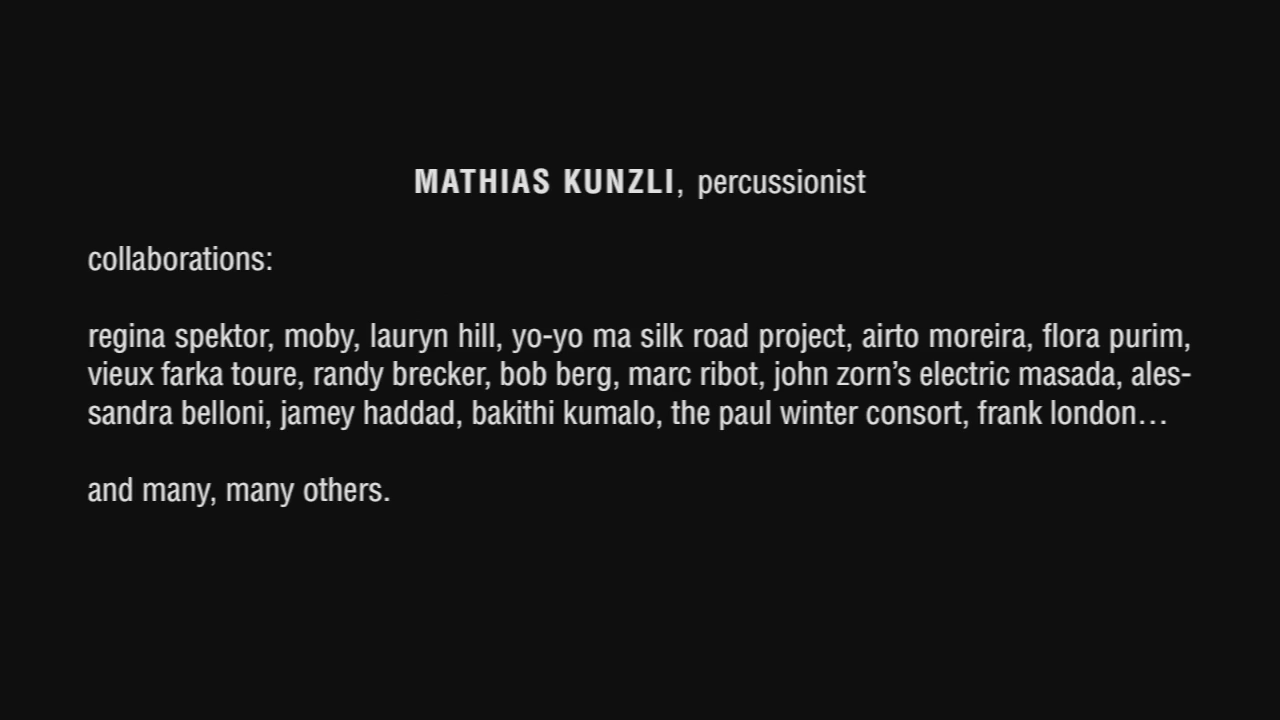 MATHIAS KUNZLI, percussionist
collaborations:
regina spektor, moby, lauryn hill, yo-yo ma silk road project, airto moreira, flora purim,
vieux farka toure, randy brecker, bob berg, marc ribot, john zorn’s electric masada, ales-
sandra belloni, jamey haddad, bakithi kumalo, the paul winter consort, frank london…
and many, many others.